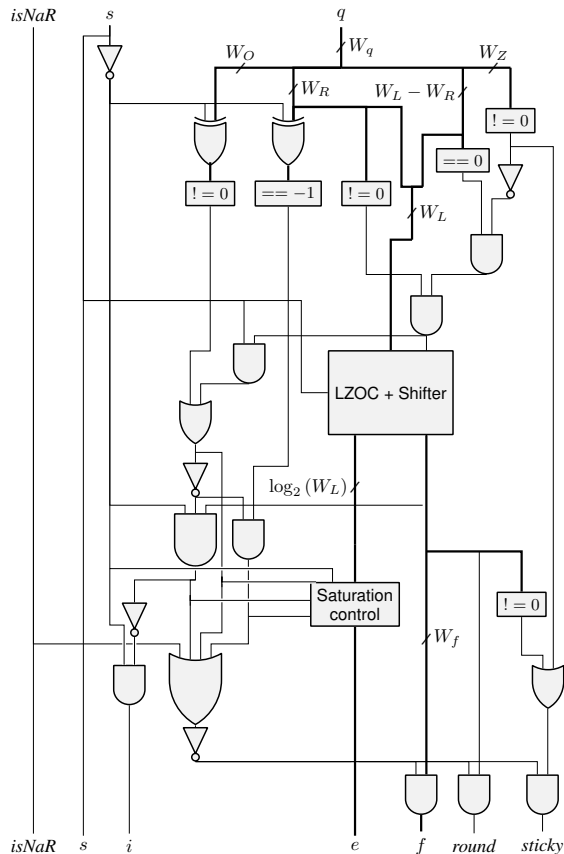 isNaR s q
W_q
W_O W_Z
W_R W_L − W_R
! = 0
== 0
! = 0 == −1 ! = 0
W_L
LZOC + Shifter
log_2 (W_L)
Saturation
control
! = 0
W_f
isNaR s i e f round sticky